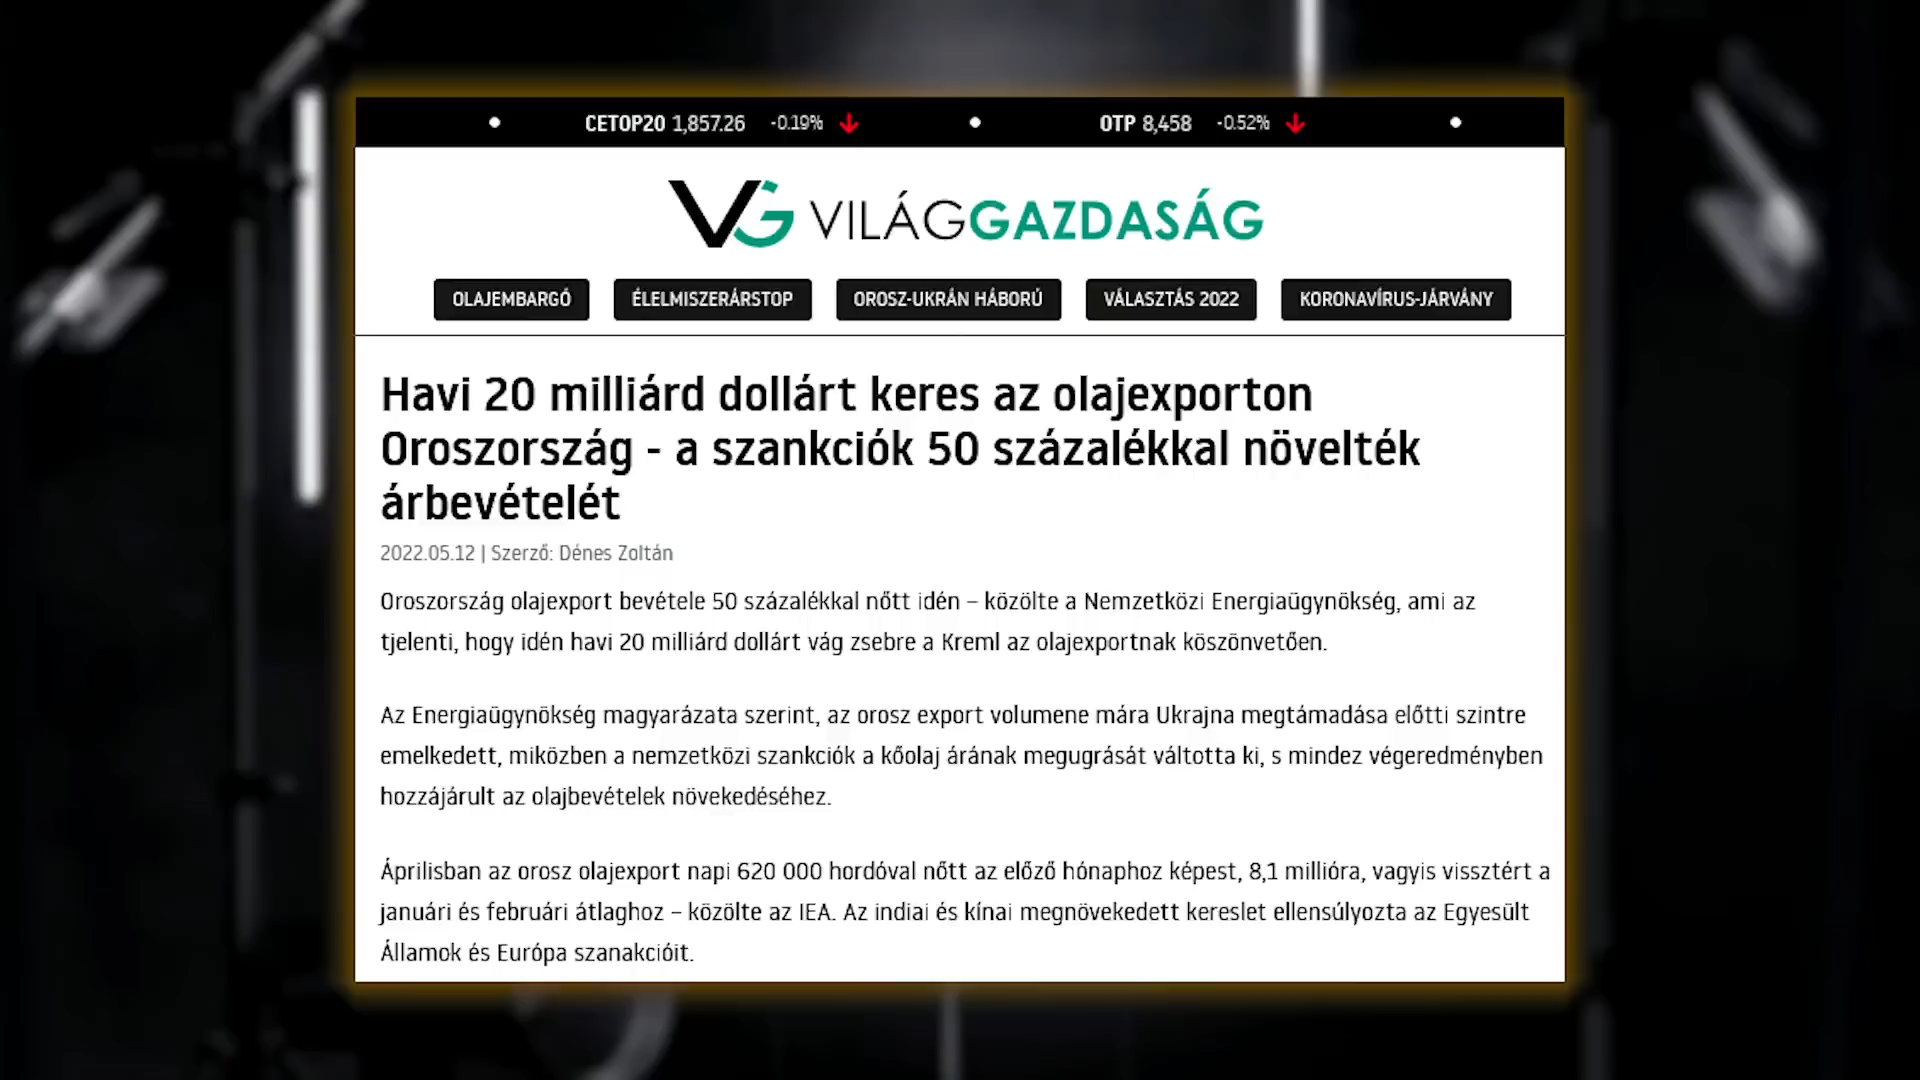 CETOP20 1,857.26 -0.19% OTP 8,458 -0.52%
VG VILÁGGAZDASÁG
OLAJEMBARGÓ ÉLELMISZERÁRSTOP OROSZ-UKRÁN HÁBORÚ VÁLASZTÁS 2022 KORONAVÍRUS-JÁRVÁNY
Havi 20 milliárd dollárt keres az olajexporton
Oroszország - a szankciók 50 százalékkal növelték
árbevételét
2022.05.12 | Szerző: Dénes Zoltán
Oroszország olajexport bevétele 50 százalékkal nőtt idén – közölte a Nemzetközi Energiaügynökség, ami az
tjelenti, hogy idén havi 20 milliárd dollárt vág zsebre a Kreml az olajexportnak köszönvetően.
Az Energiaügynökség magyarázata szerint, az orosz export volumene mára Ukrajna megtámadása előtti szintre
emelkedett, miközben a nemzetközi szankciók a kőolaj árának megugrását váltotta ki, s mindez végeredményben
hozzájárult az olajbevételek növekedéséhez.
Áprilisban az orosz olajexport napi 620 000 hordóval nőtt az előző hónaphoz képest, 8,1 millióra, vagyis vissztért a
januári és februári átlaghoz – közölte az IEA. Az indiai és kínai megnövekedett kereslet ellensúlyozta az Egyesült
Államok és Európa szanakcióit.